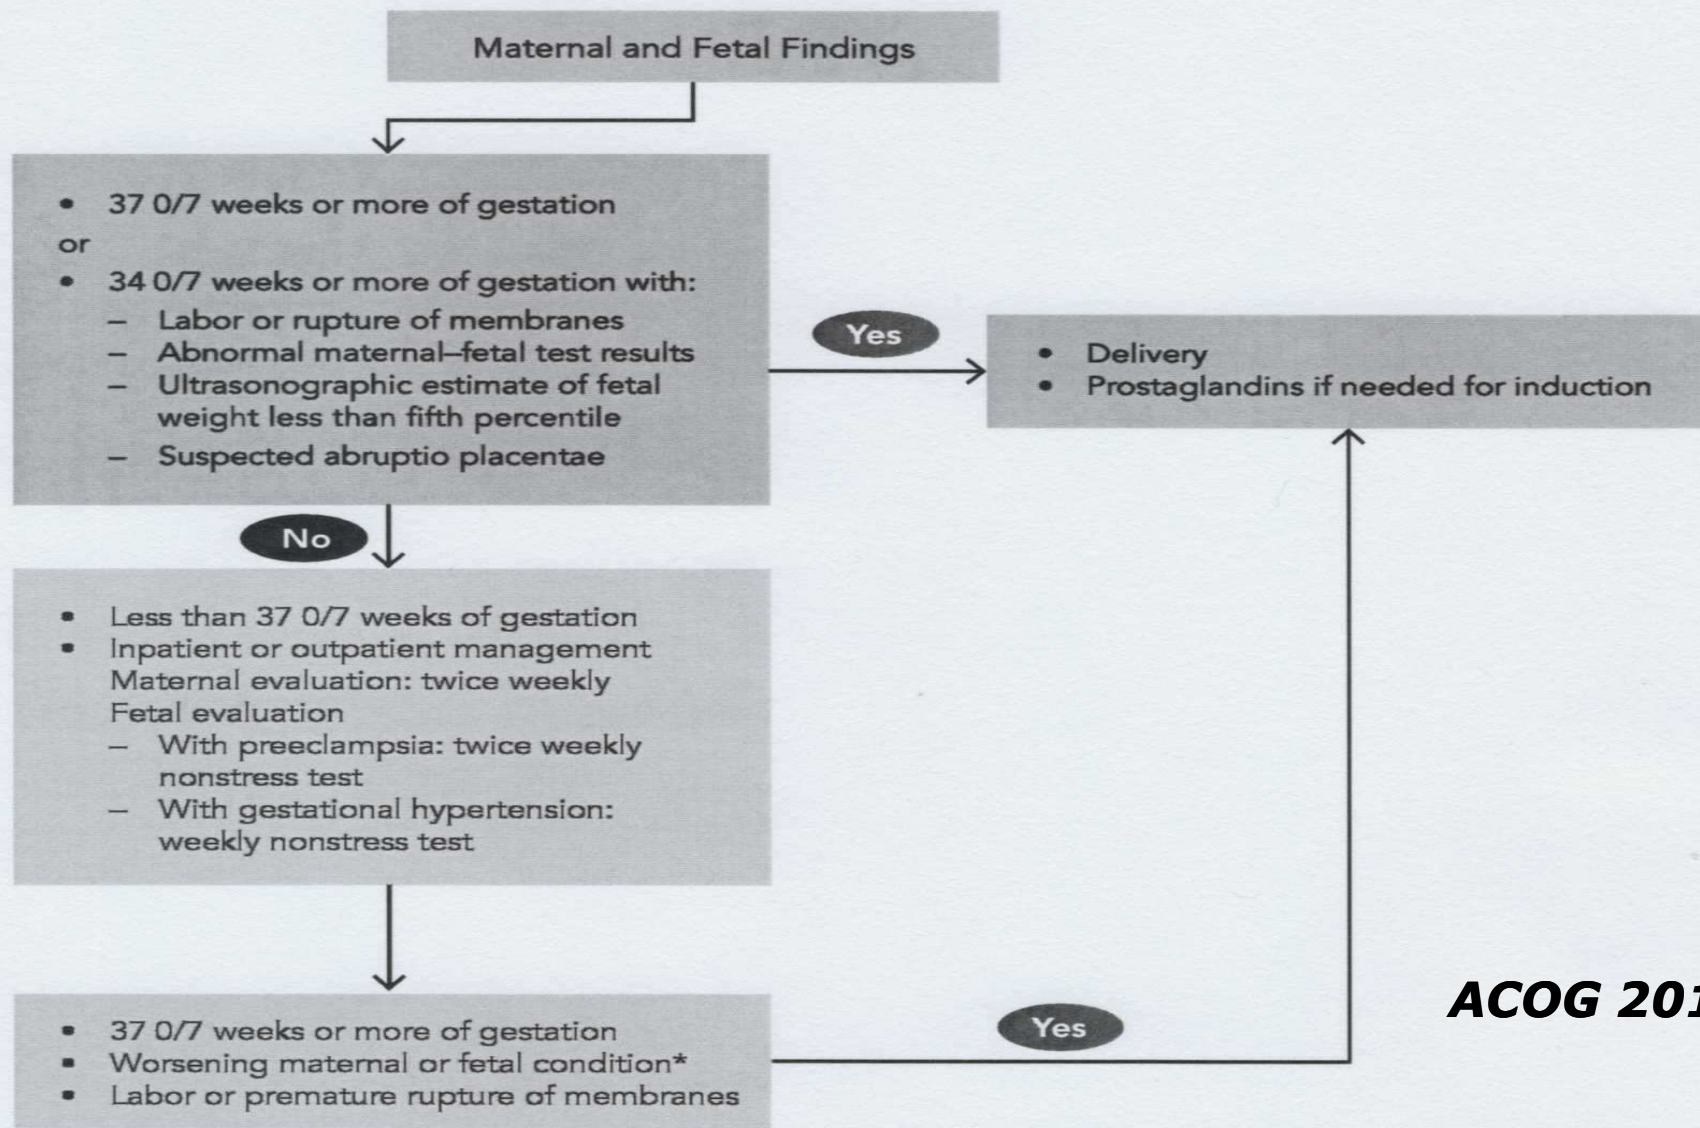 Maternal and Fetal Findings
• 37 0/7 weeks or more of gestation
or
• 34 0/7 weeks or more of gestation with:
– Labor or rupture of membranes
– Abnormal maternal–fetal test results
– Ultrasonographic estimate of fetal
weight less than fifth percentile
– Suspected abruptio placentae
Yes
• Delivery
• Prostaglandins if needed for induction
No
▪ Less than 37 0/7 weeks of gestation
▪ Inpatient or outpatient management
Maternal evaluation: twice weekly
Fetal evaluation
– With preeclampsia: twice weekly
nonstress test
– With gestational hypertension:
weekly nonstress test
▪ 37 0/7 weeks or more of gestation
▪ Worsening maternal or fetal condition*
▪ Labor or premature rupture of membranes
Yes
ACOG 201